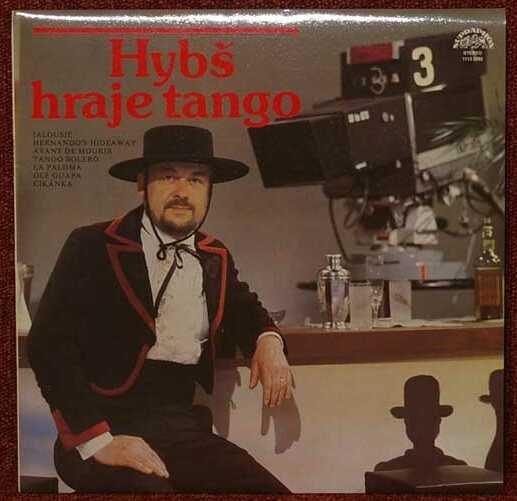 Hybš
hraje tango
JALOUSIE
HERNANDO'S HIDEAWAY
AVANT DE MOURIR
TANGO BOLERO
LA PALOMA
OLÉ GUAPA
CIKÁNKA
SUPRAPHON
STEREO
3